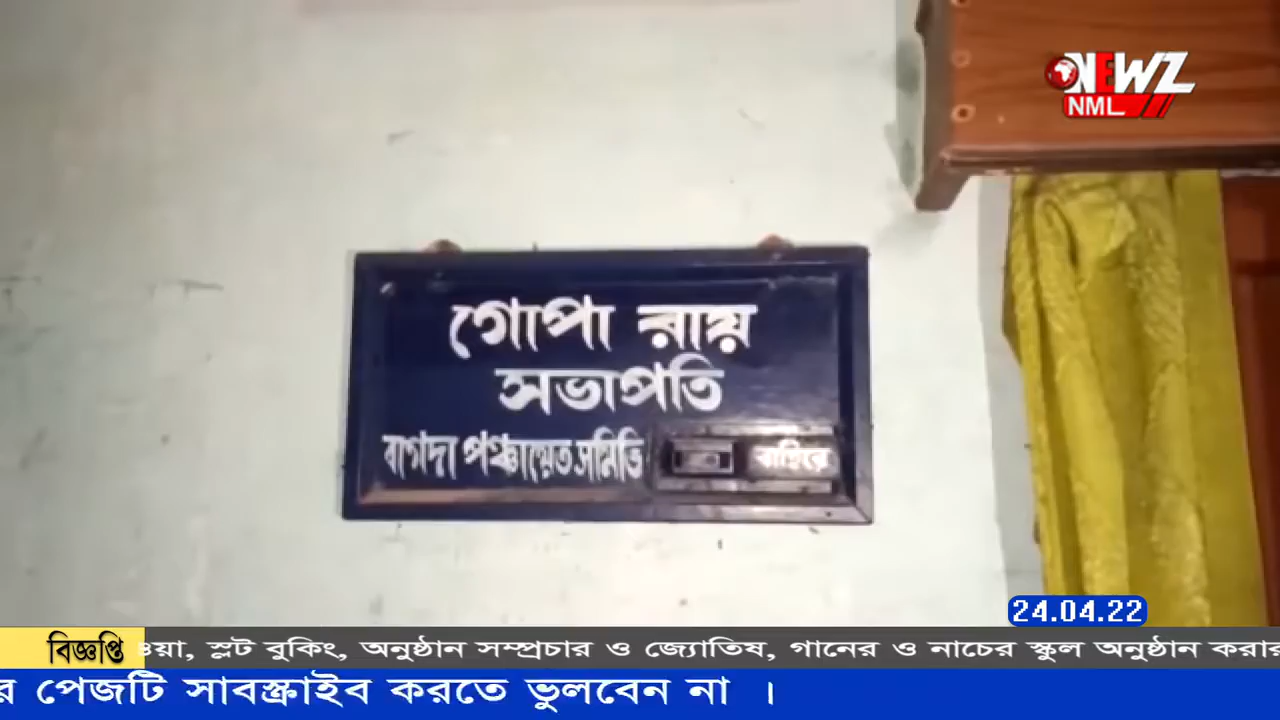 NEWZ
NML
গোপা রায়
সভাপতি
বাগদা পঞ্চায়েত সমিতি
বাহিরে
24.04.22
বিজ্ঞপ্তি
ওয়া, স্লট বুকিং, অনুষ্ঠান সম্প্রচার ও জ্যোতিষ, গানের ও নাচের স্কুল অনুষ্ঠান করার
র পেজটি সাবস্ক্রাইব করতে ভুলবেন না ।